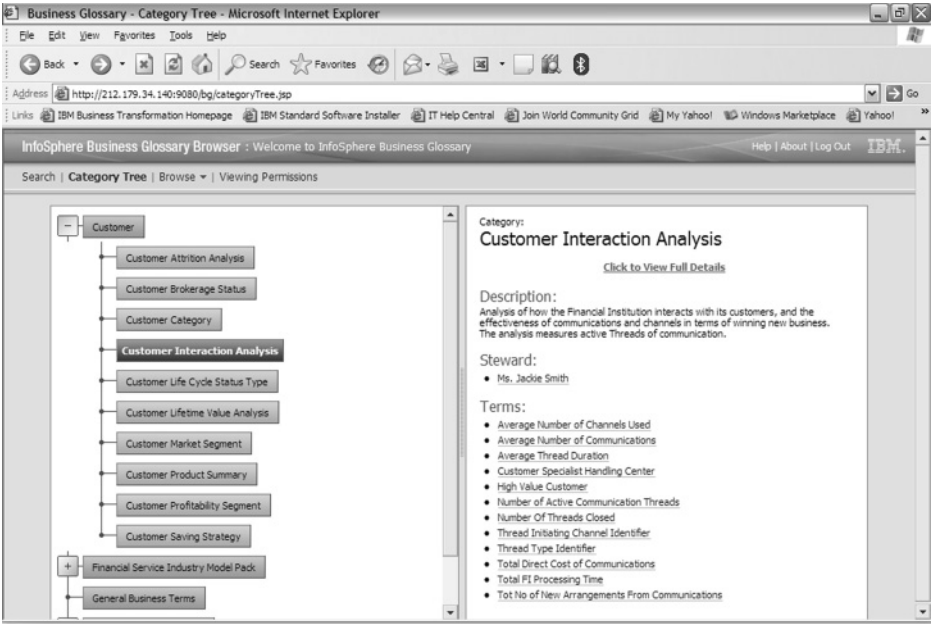 Business Glossary - Category Tree - Microsoft Internet Explorer
File Edit View Favorites Tools Help
Back Search Favorites
Address http://212.179.34.140:9080/bg/categoryTree.jsp Go
Links IBM Business Transformation Homepage IBM Standard Software Installer IT Help Central Join World Community Grid My Yahoo! Windows Marketplace Yahoo! »
InfoSphere Business Glossary Browser : Welcome to InfoSphere Business Glossary Help | About | Log Out IBM.
Search | Category Tree | Browse | Viewing Permissions
Customer
Customer Attrition Analysis
Customer Brokerage Status
Customer Category
Customer Interaction Analysis
Customer Life Cycle Status Type
Customer Lifetime Value Analysis
Customer Market Segment
Customer Product Summary
Customer Profitability Segment
Customer Saving Strategy
Financial Service Industry Model Pack
General Business Terms
Category:
Customer Interaction Analysis
Click to View Full Details
Description:
Analysis of how the Financial Institution interacts with its customers, and the
effectiveness of communications and channels in terms of winning new business.
The analysis measures active Threads of communication.
Steward:
• Ms. Jackie Smith
Terms:
• Average Number of Channels Used
• Average Number of Communications
• Average Thread Duration
• Customer Specialist Handling Center
• High Value Customer
• Number of Active Communication Threads
• Number Of Threads Closed
• Thread Initiating Channel Identifier
• Thread Type Identifier
• Total Direct Cost of Communications
• Total FI Processing Time
• Tot No of New Arrangements From Communications